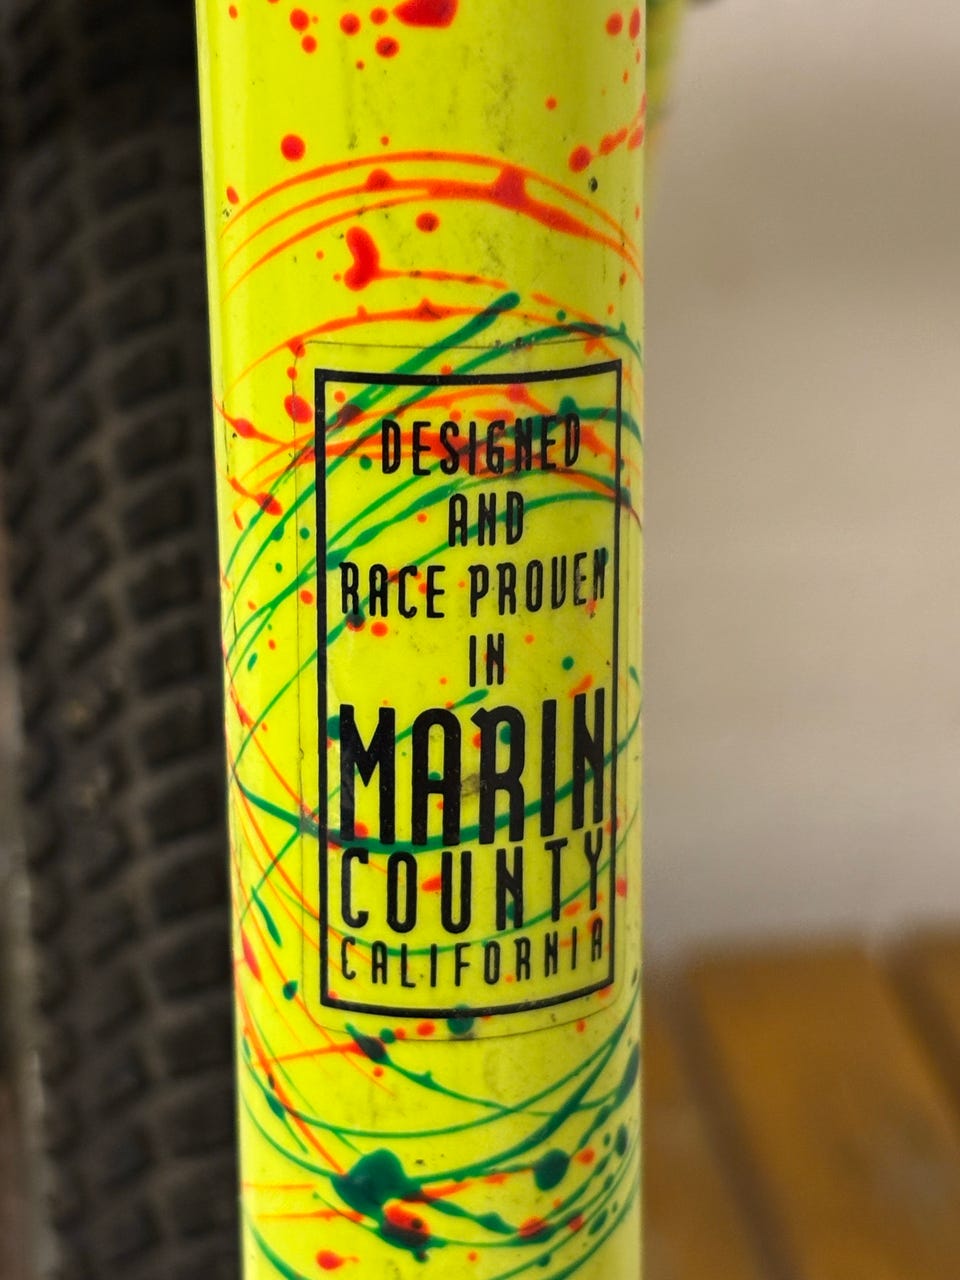 DESIGNED
AND
RACE PROVEN
IN
MARIN
COUNTY
CALIFORNIA